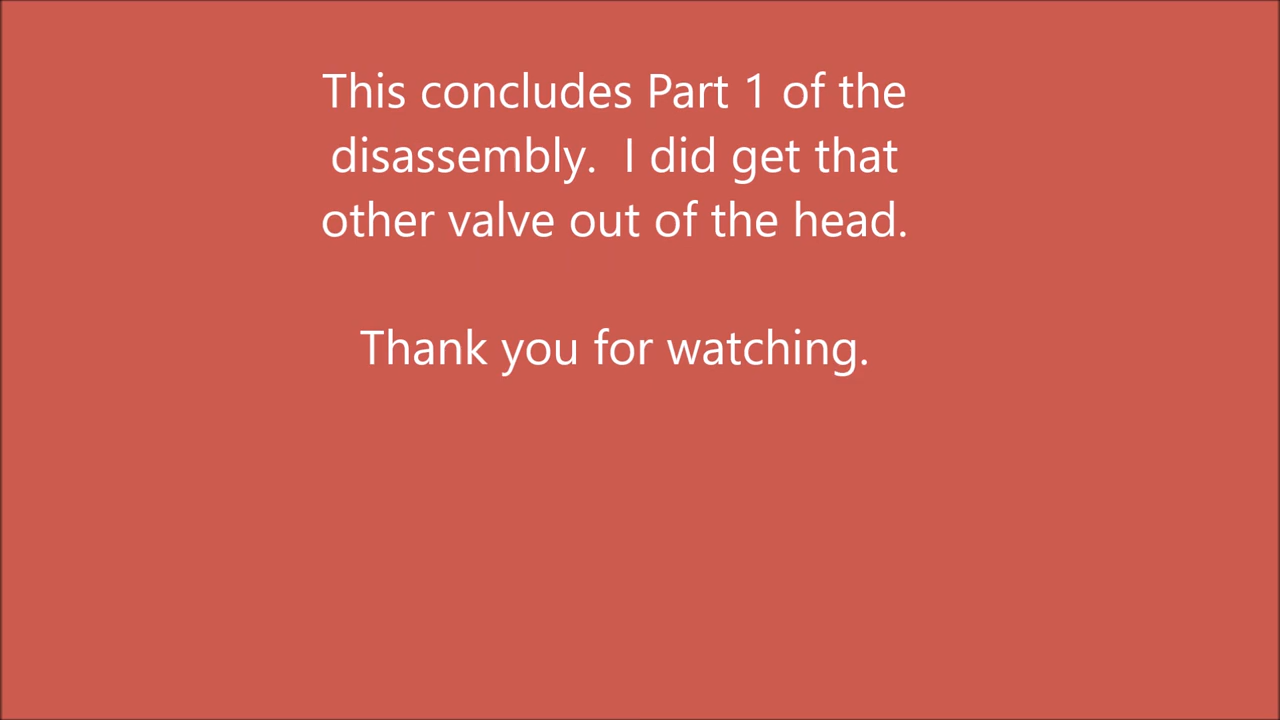 This concludes Part 1 of the
disassembly.  I did get that
other valve out of the head.
Thank you for watching.